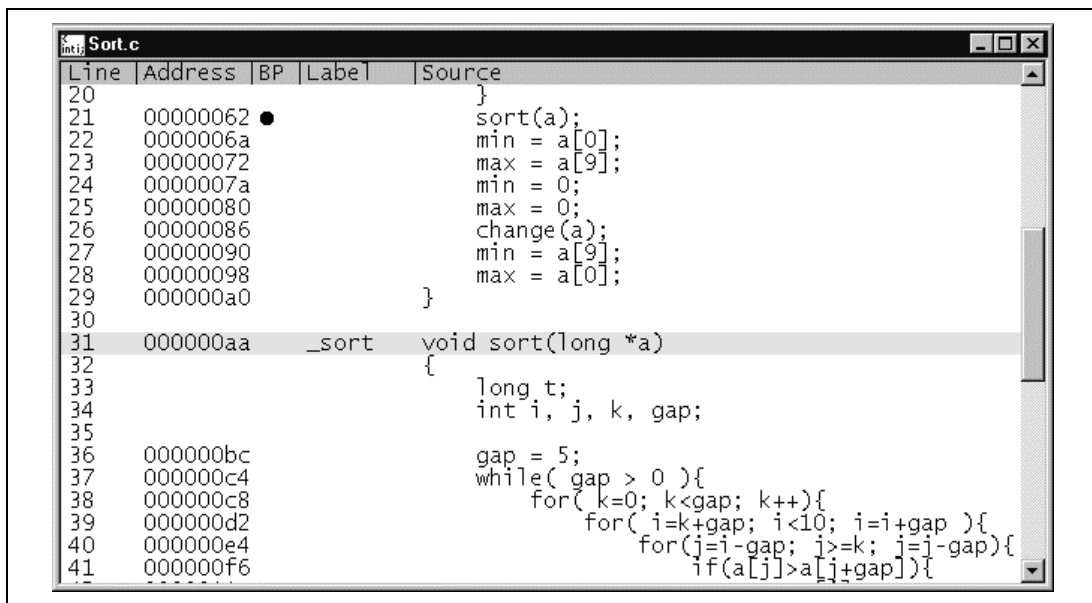 Sort.c
Line |Address |BP |Label |Source
20 }
21 00000062 ● sort(a);
22 0000006a min = a[0];
23 00000072 max = a[9];
24 0000007a min = 0;
25 00000080 max = 0;
26 00000086 change(a);
27 00000090 min = a[9];
28 00000098 max = a[0];
29 000000a0 }
30
31 000000aa _sort void sort(long *a)
32 {
33 long t;
34 int i, j, k, gap;
35
36 000000bc gap = 5;
37 000000c4 while( gap > 0 ){
38 000000c8 for( k=0; k<gap; k++){
39 000000d2 for( i=k+gap; i<10; i=i+gap ){
40 000000e4 for(j=i-gap; j>=k; j=j-gap){
41 000000f6 if(a[j]>a[j+gap]){